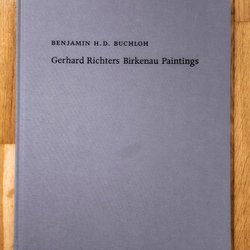 BENJAMIN H.D. BUCHLOH
Gerhard Richters Birkenau Paintings